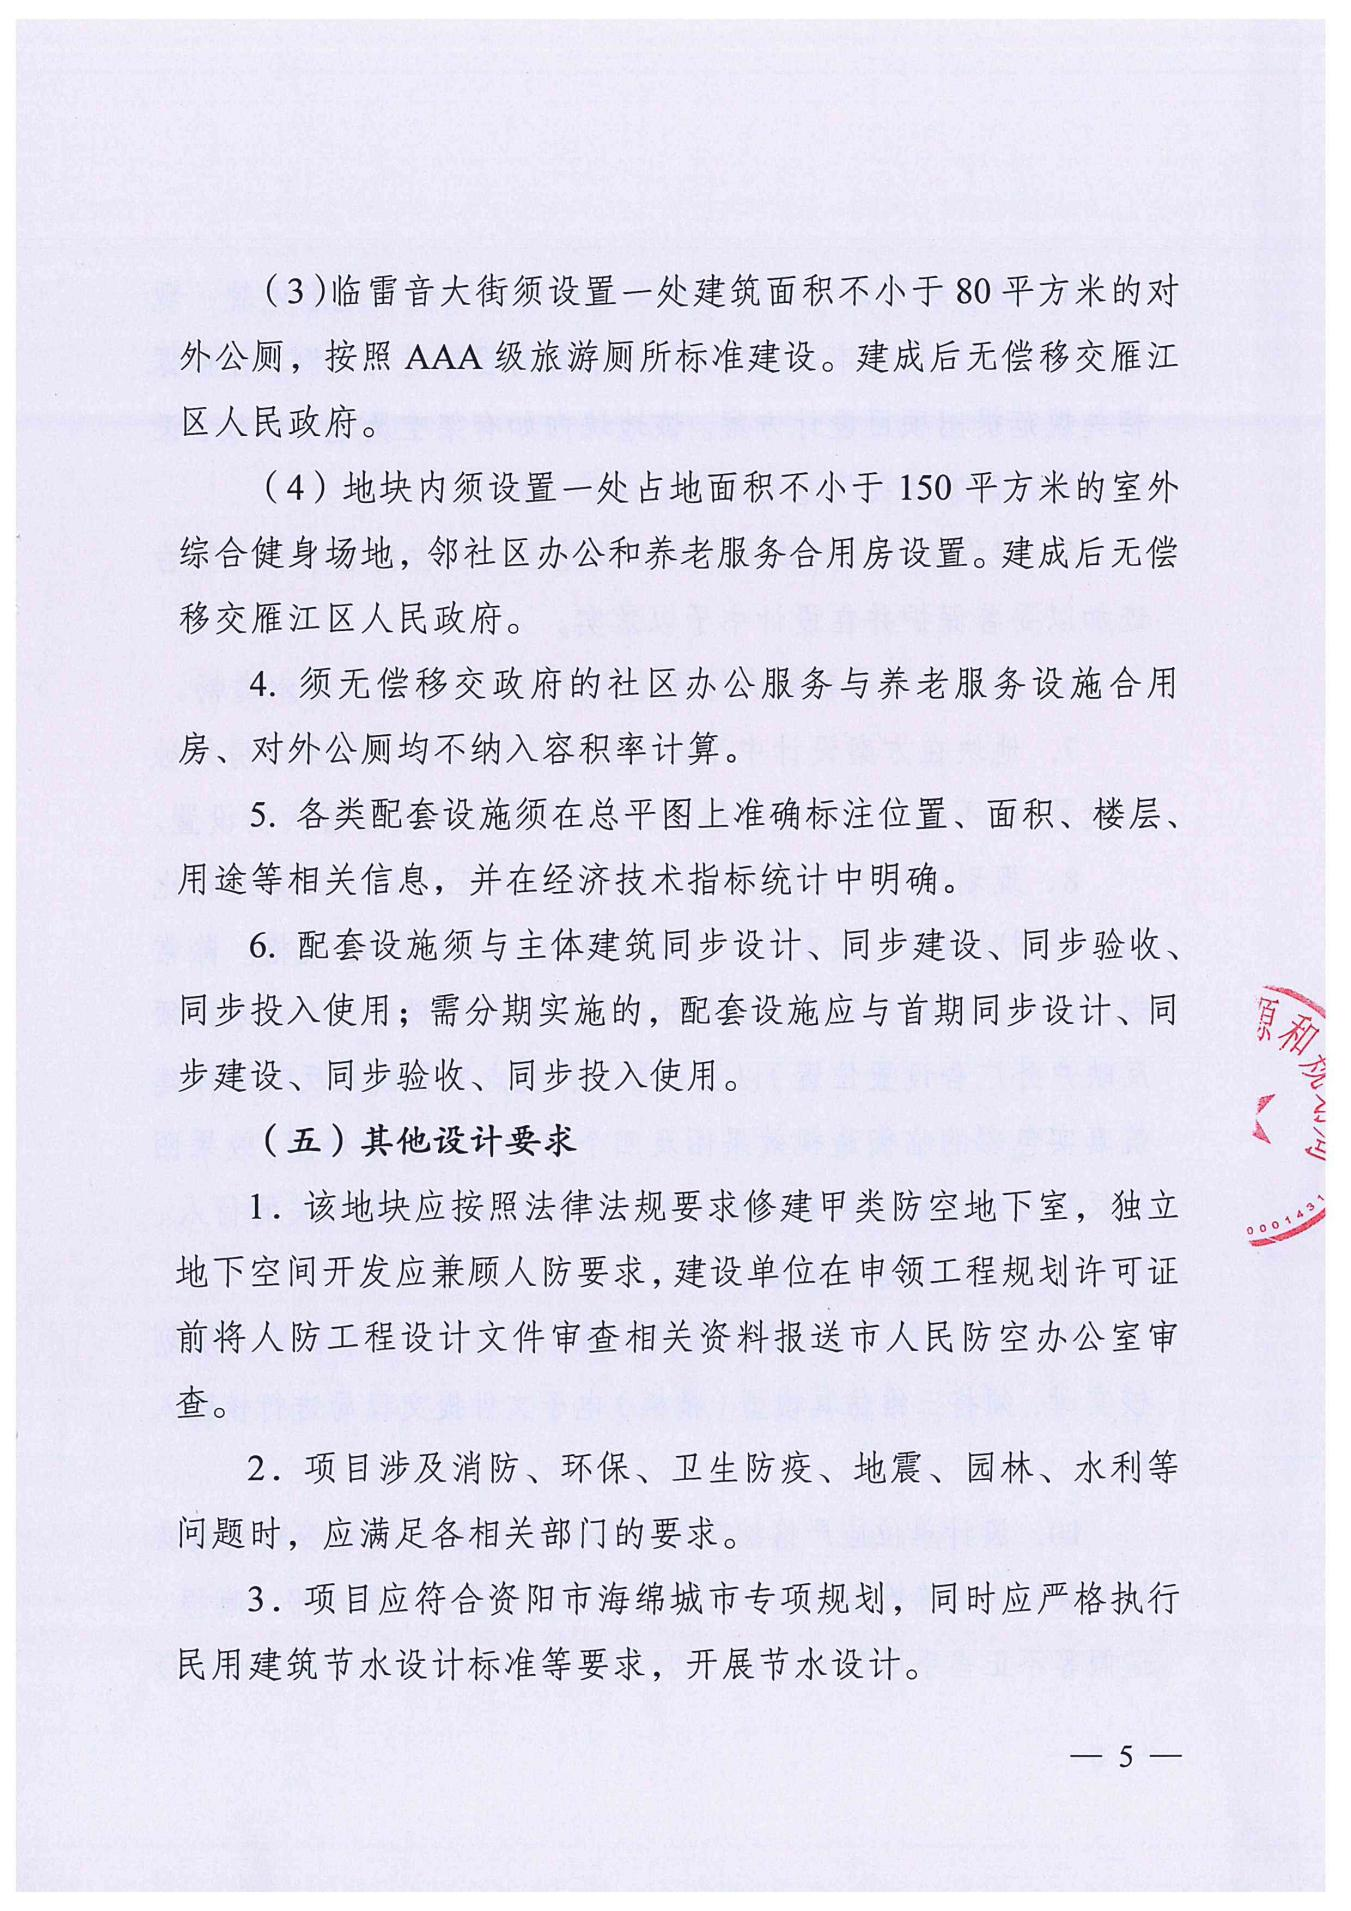 （3）临雷音大街须设置一处建筑面积不小于 80 平方米的对
外公厕，按照 AAA 级旅游厕所标准建设。建成后无偿移交雁江
区人民政府。
（4）地块内须设置一处占地面积不小于 150 平方米的室外
综合健身场地，邻社区办公和养老服务合用房设置。建成后无偿
移交雁江区人民政府。
4. 须无偿移交政府的社区办公服务与养老服务设施合用
房、对外公厕均不纳入容积率计算。
5. 各类配套设施须在总平图上准确标注位置、面积、楼层、
用途等相关信息，并在经济技术指标统计中明确。
6. 配套设施须与主体建筑同步设计、同步建设、同步验收、
同步投入使用；需分期实施的，配套设施应与首期同步设计、同
步建设、同步验收、同步投入使用。
（五）其他设计要求
1. 该地块应按照法律法规要求修建甲类防空地下室，独立
地下空间开发应兼顾人防要求，建设单位在申领工程规划许可证
前将人防工程设计文件审查相关资料报送市人民防空办公室审
查。
2. 项目涉及消防、环保、卫生防疫、地震、园林、水利等
问题时，应满足各相关部门的要求。
3. 项目应符合资阳市海绵城市专项规划，同时应严格执行
民用建筑节水设计标准等要求，开展节水设计。
源和
0001431
— 5 —